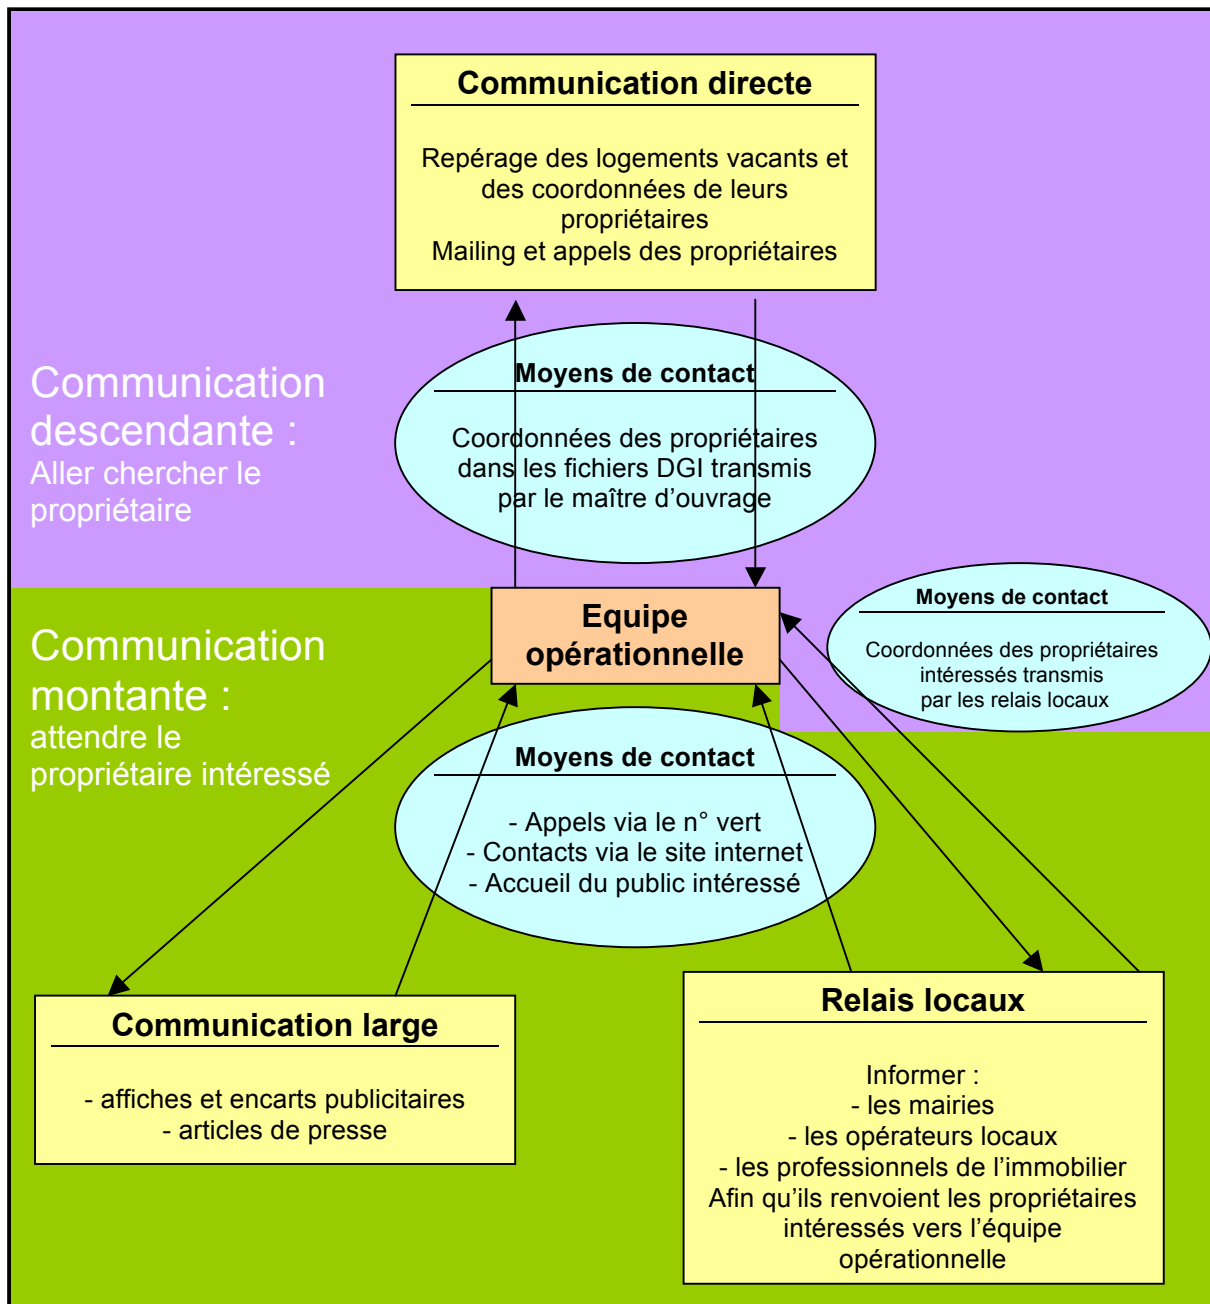 Communication directe
Repérage des logements vacants et
des coordonnées de leurs
propriétaires
Mailing et appels des propriétaires
Communication
descendante :
Aller chercher le
propriétaire
Moyens de contact
Coordonnées des propriétaires
dans les fichiers DGI transmis
par le maître d’ouvrage
Equipe
opérationnelle
Moyens de contact
Coordonnées des propriétaires
intéressés transmis
par les relais locaux
Communication
montante :
attendre le
propriétaire intéressé
Moyens de contact
- Appels via le n° vert
- Contacts via le site internet
- Accueil du public intéressé
Communication large
- affiches et encarts publicitaires
- articles de presse
Relais locaux
Informer :
- les mairies
- les opérateurs locaux
- les professionnels de l’immobilier
Afin qu’ils renvoient les propriétaires
intéressés vers l’équipe
opérationnelle